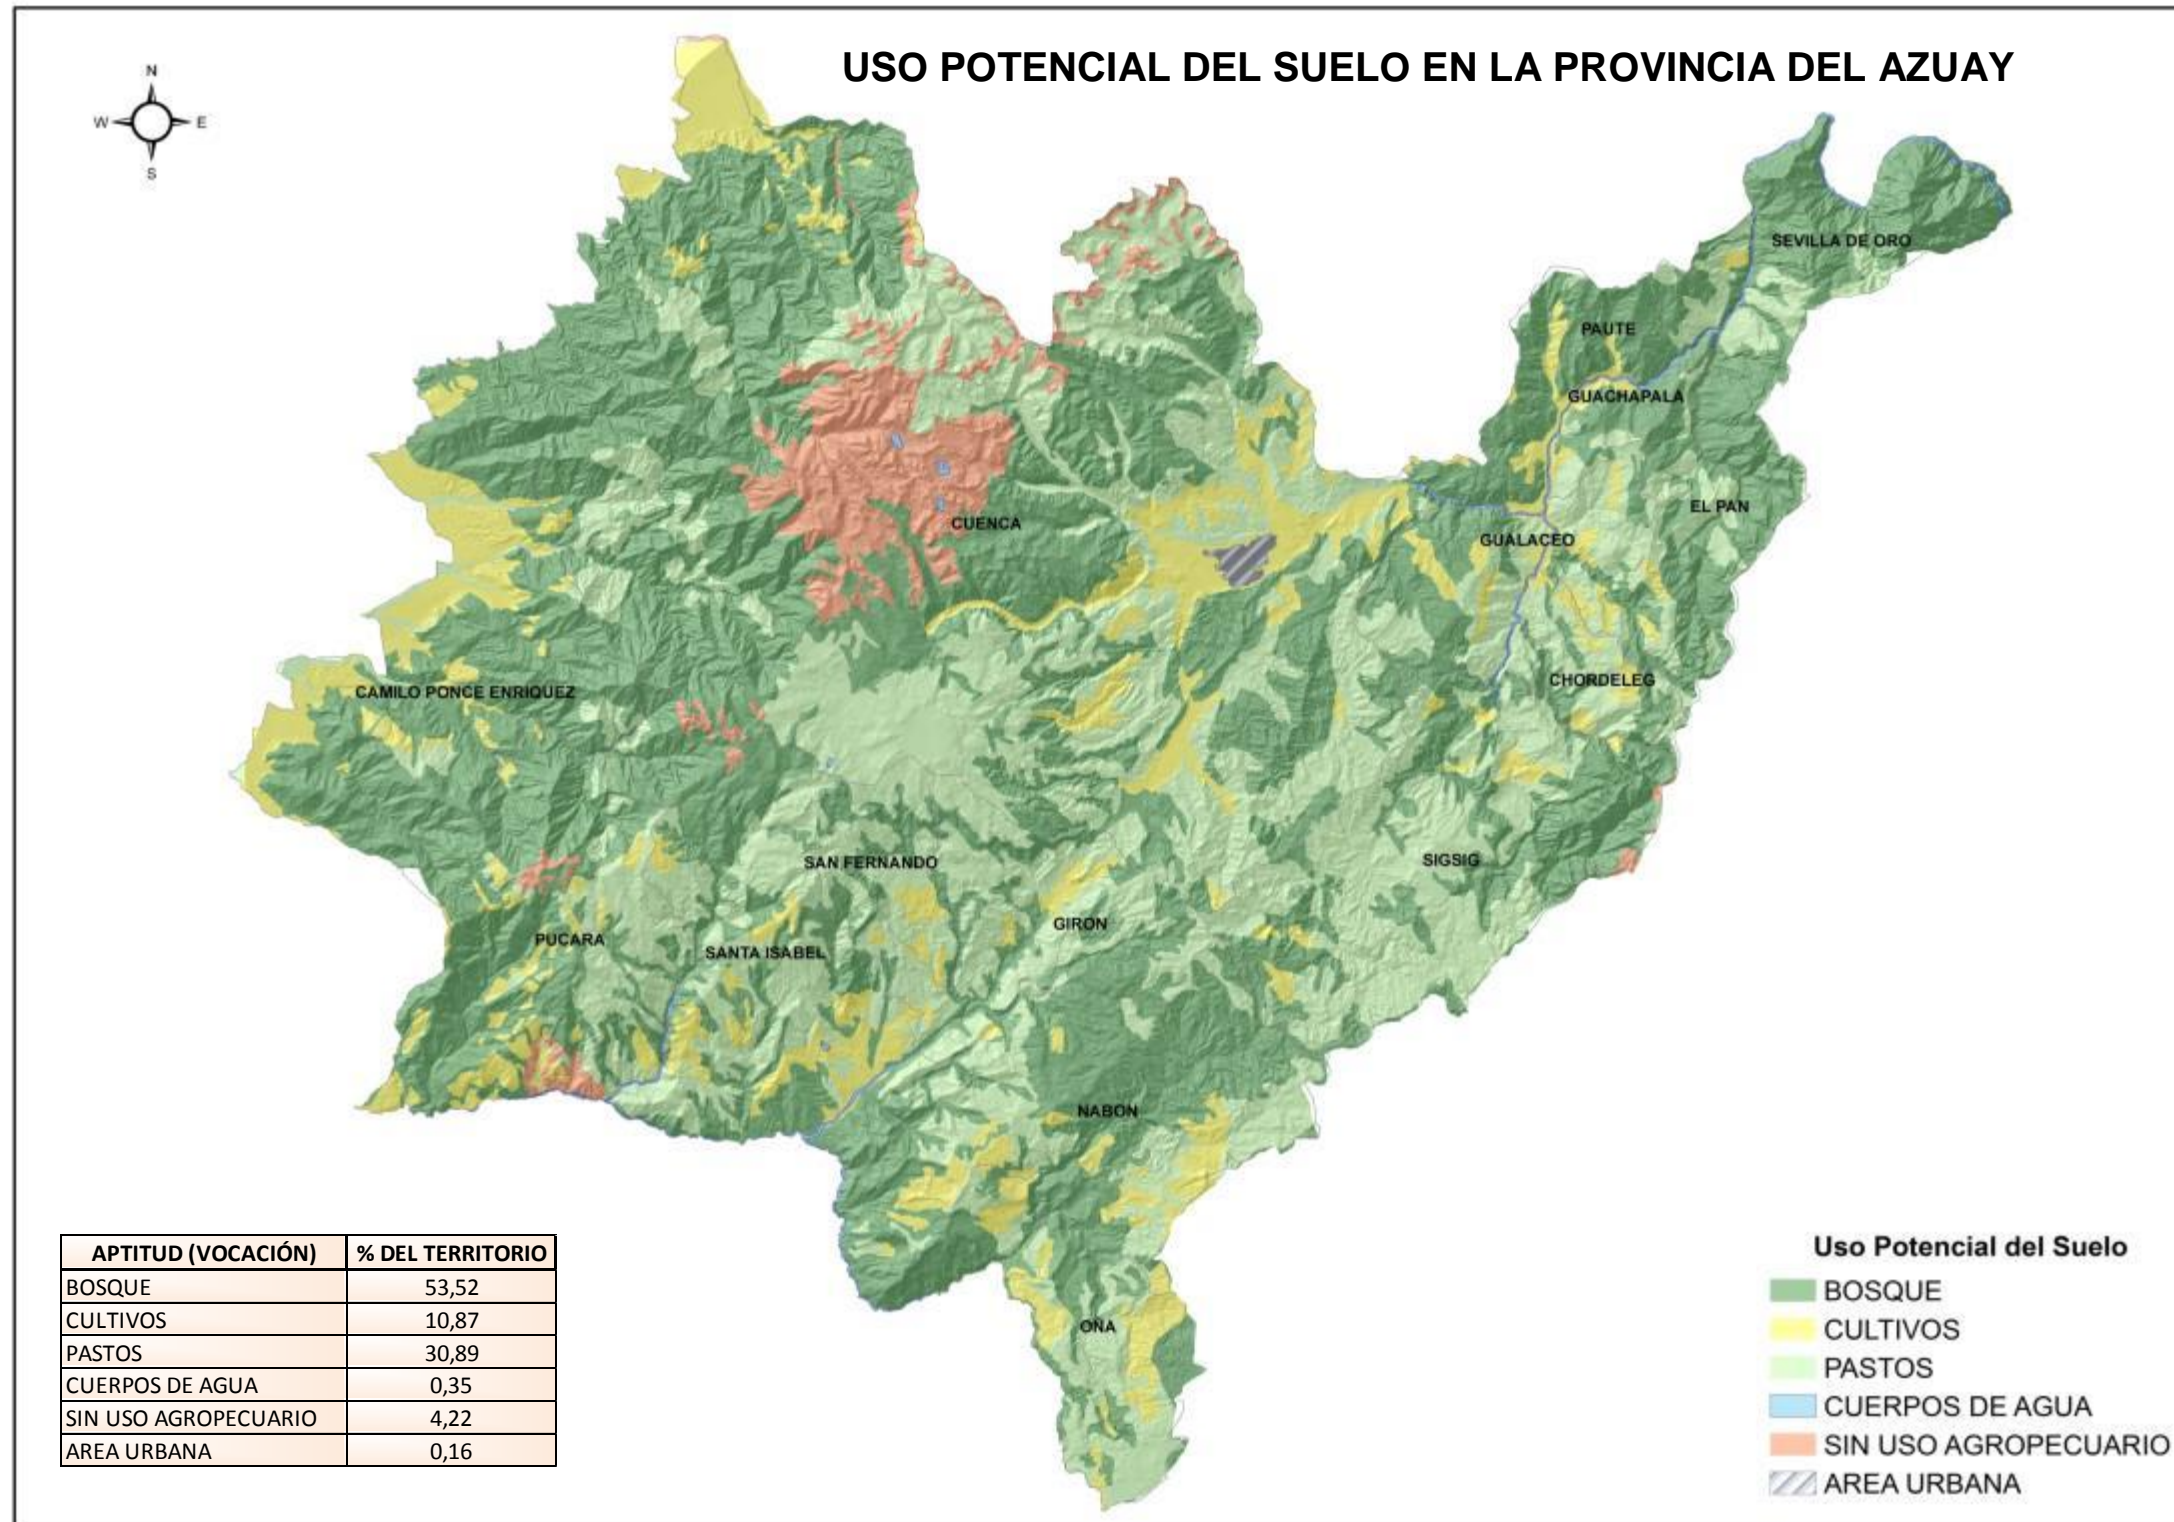 USO POTENCIAL DEL SUELO EN LA PROVINCIA DEL AZUAY
N
W E
S
SEVILLA DE ORO
PAUTE
GUACHAPALA
EL PAN
CUENCA
GUALACEO
CHORDELEG
CAMILO PONCE ENRIQUEZ
SAN FERNANDO
SIGSIG
GIRON
PUCARA
SANTA ISABEL
NABON
OÑA
APTITUD (VOCACIÓN) % DEL TERRITORIO
BOSQUE 53,52
CULTIVOS 10,87
PASTOS 30,89
CUERPOS DE AGUA 0,35
SIN USO AGROPECUARIO 4,22
AREA URBANA 0,16
Uso Potencial del Suelo
BOSQUE
CULTIVOS
PASTOS
CUERPOS DE AGUA
SIN USO AGROPECUARIO
AREA URBANA